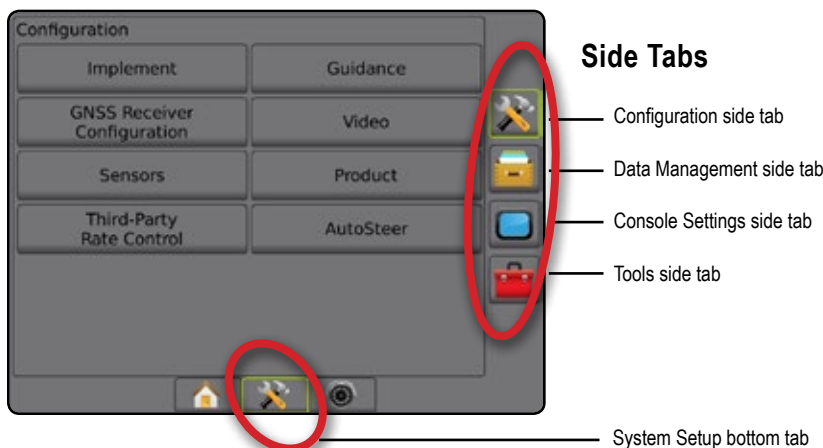 Configuration
Implement
Guidance
GNSS Receiver
Configuration
Video
Sensors
Product
Third-Party
Rate Control
AutoSteer
Side Tabs
Configuration side tab
Data Management side tab
Console Settings side tab
Tools side tab
System Setup bottom tab